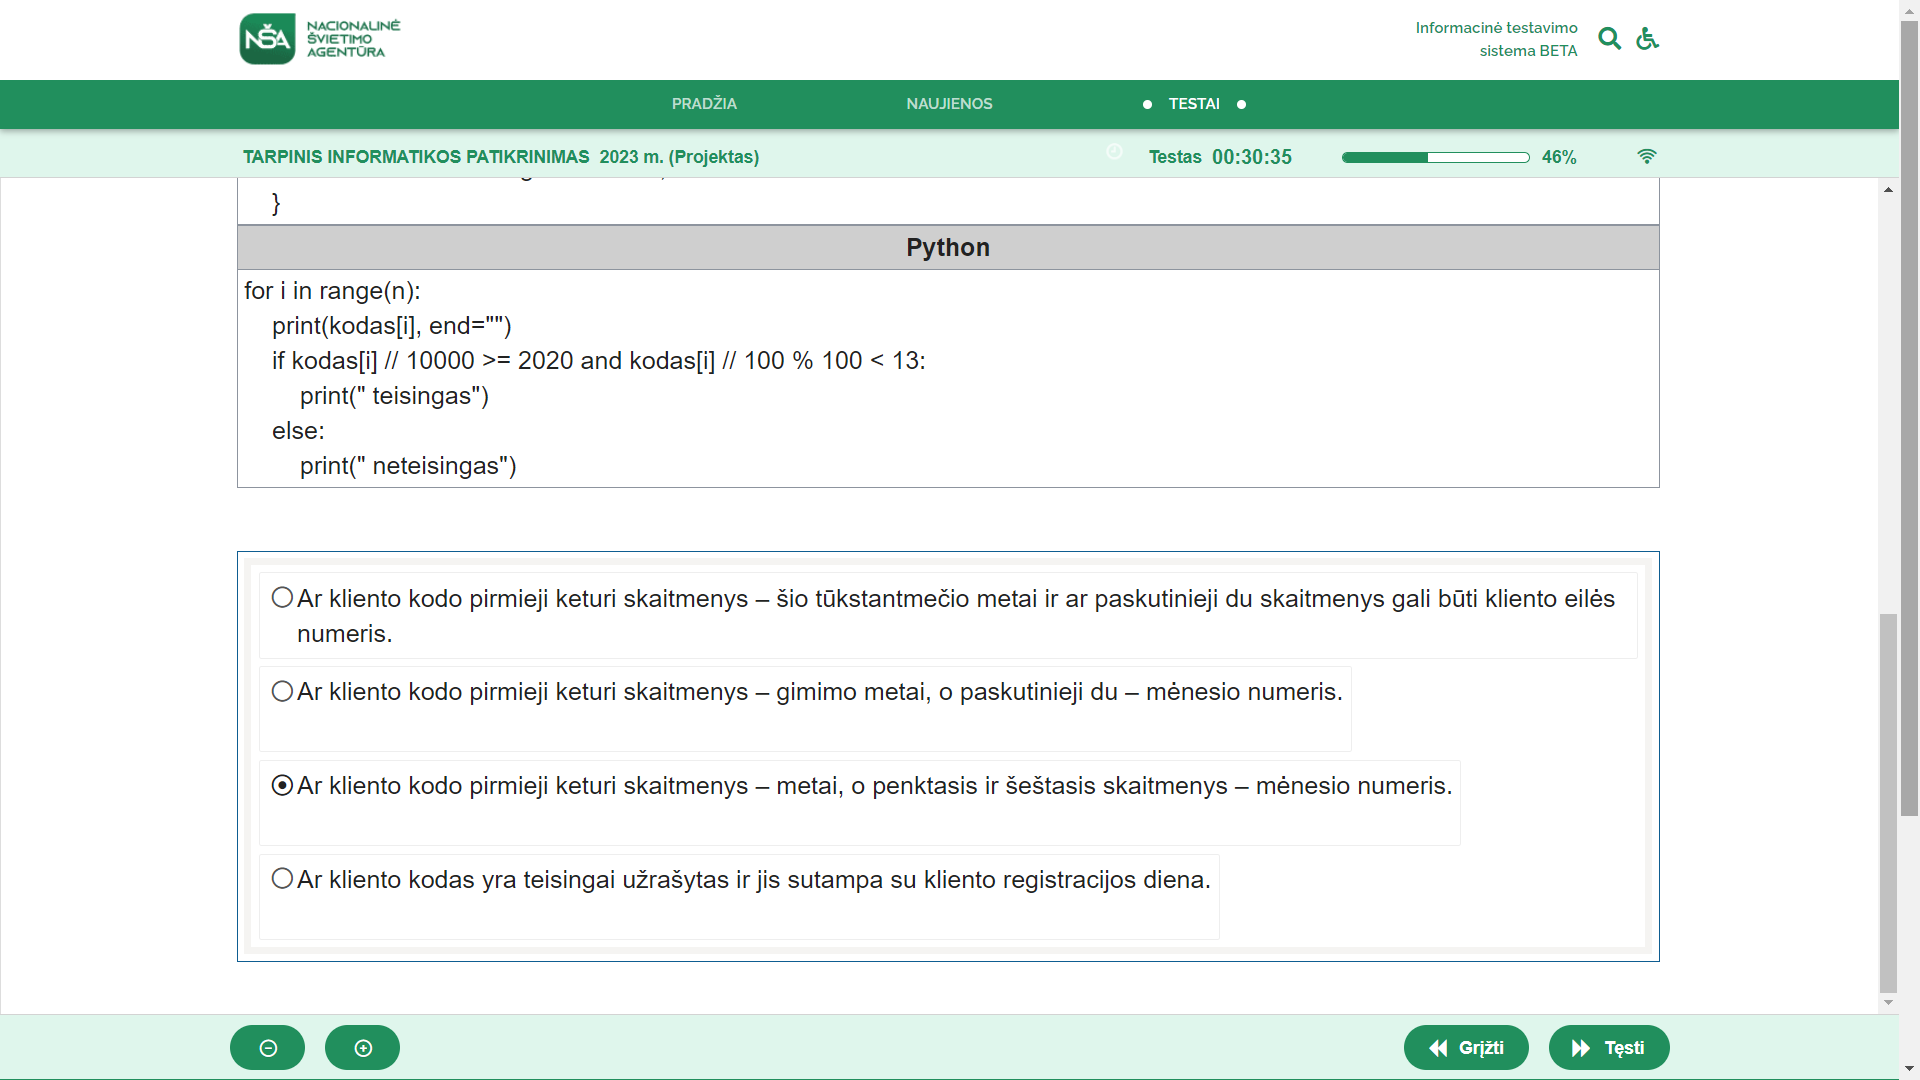 NŠA
NACIONALINĖ
ŠVIETIMO
AGENTŪRA
Informacinė testavimo
sistema BETA
PRADŽIA
NAUJIENOS
TESTAI
TARPINIS INFORMATIKOS PATIKRINIMAS 2023 m. (Projektas)
Testas 00:30:35
46%
}
Python
for i in range(n):
print(kodas[i], end="")
if kodas[i] // 10000 >= 2020 and kodas[i] // 100 % 100 < 13:
print(" teisingas")
else:
print(" neteisingas")
Ar kliento kodo pirmieji keturi skaitmenys – šio tūkstantmečio metai ir ar paskutinieji du skaitmenys gali būti kliento eilės
numeris.
Ar kliento kodo pirmieji keturi skaitmenys – gimimo metai, o paskutinieji du – mėnesio numeris.
Ar kliento kodo pirmieji keturi skaitmenys – metai, o penktasis ir šeštasis skaitmenys – mėnesio numeris.
Ar kliento kodas yra teisingai užrašytas ir jis sutampa su kliento registracijos diena.
Grįžti
Tęsti